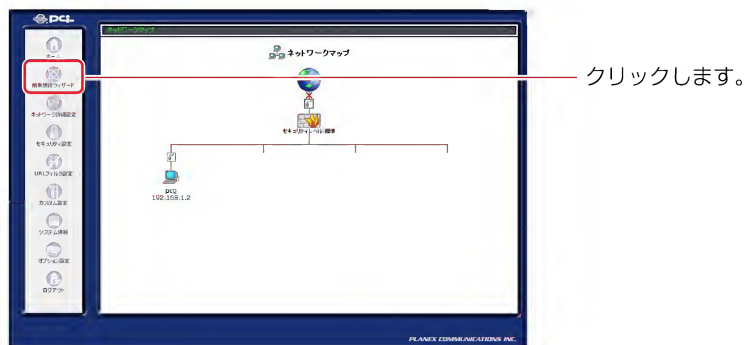 pci
ネットワークマップ
ネットワークマップ
ホーム
簡単接続ウィザード
クリックします。
ネットワーク詳細設定
セキュリティ設定
セキュリティレベル:標準
URLフィルタ設定
pcg
192.158.1.2
カスタム設定
システム情報
オプション設定
ログアウト
PLANEX COMMUNICATIONS INC.